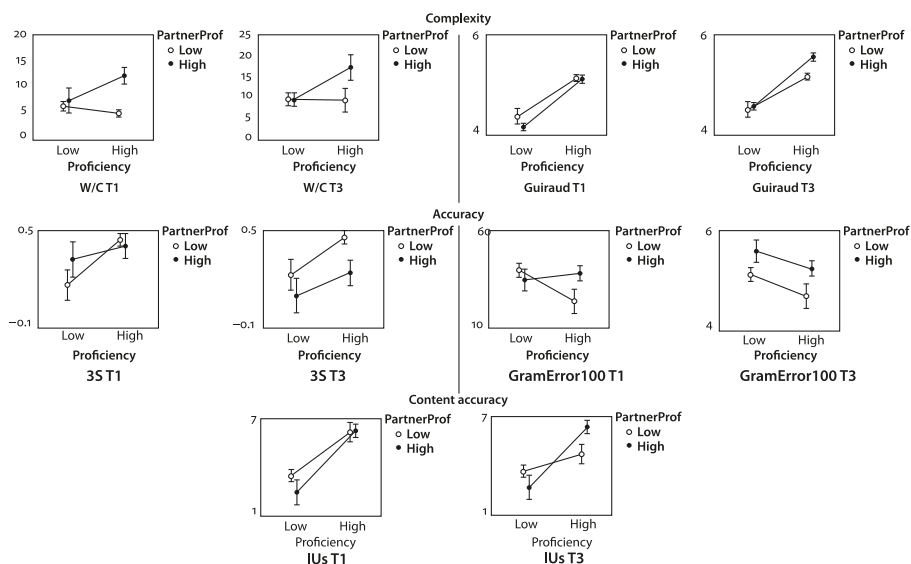 Complexity
20
15
10
5
0
PartnerProf
Low
High
Low
High
Proficiency
W/C T1
25
20
15
10
5
0
PartnerProf
Low
High
Low
High
Proficiency
W/C T3
6
4
PartnerProf
Low
High
Low
High
Proficiency
Guiraud T1
6
4
PartnerProf
Low
High
Low
High
Proficiency
Guiraud T3
Accuracy
0.5
−0.1
PartnerProf
Low
High
Low
High
Proficiency
3S T1
0.5
−0.1
PartnerProf
Low
High
Low
High
Proficiency
3S T3
60
10
PartnerProf
Low
High
Low
High
Proficiency
GramError100 T1
6
4
PartnerProf
Low
High
Low
High
Proficiency
GramError100 T3
Content accuracy
7
1
PartnerProf
Low
High
Low
High
Proficiency
IUs T1
7
1
PartnerProf
Low
High
Low
High
Proficiency
IUs T3